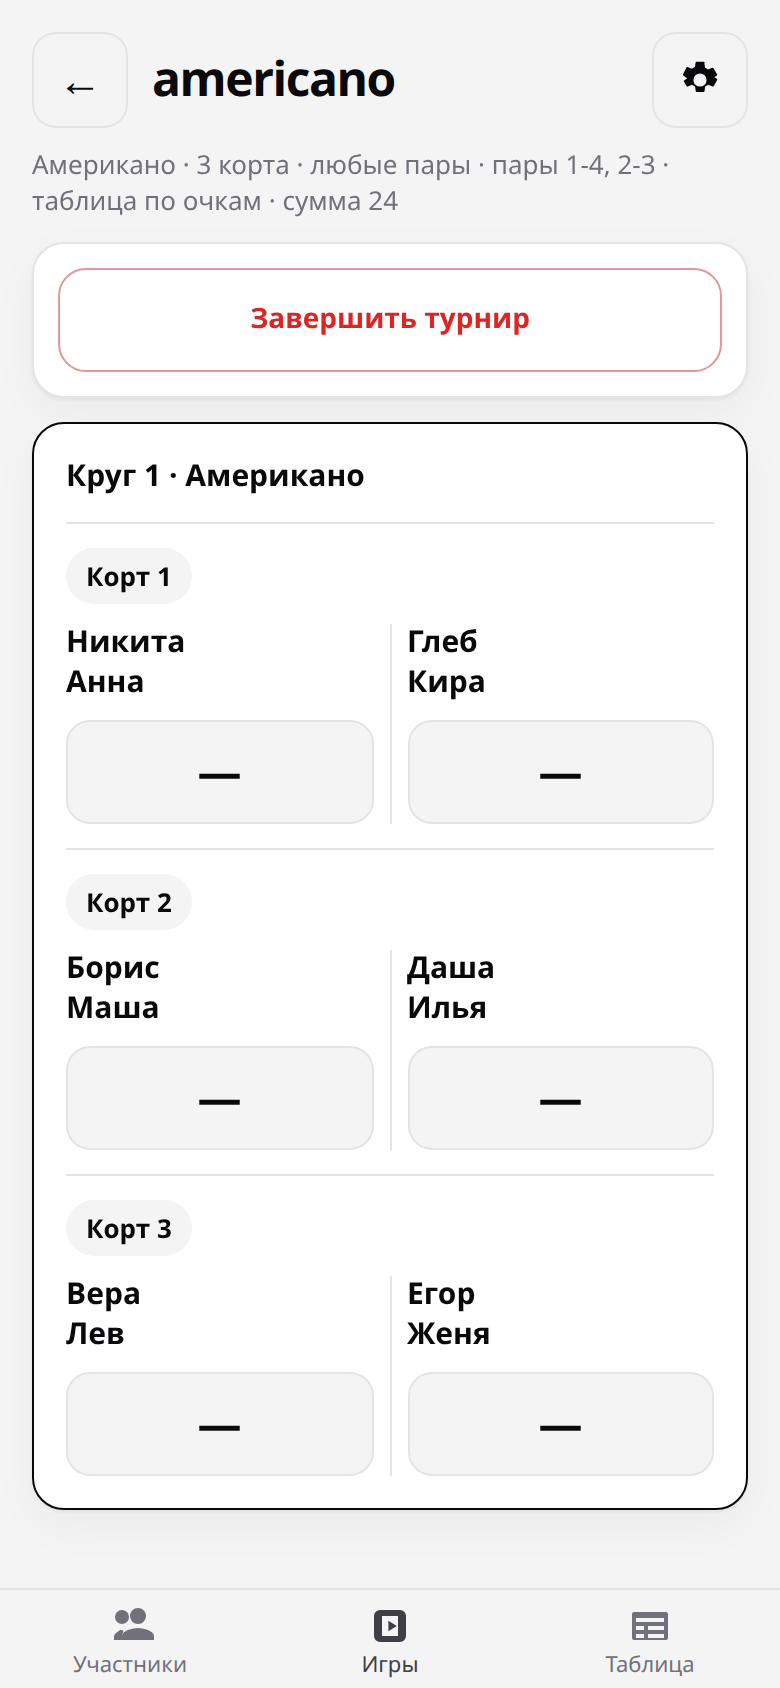 ←
americano
Американо · 3 корта · любые пары · пары 1-4, 2-3 ·
таблица по очкам · сумма 24
Завершить турнир
Круг 1 · Американо
Корт 1
Никита
Анна
Глеб
Кира
—
—
Корт 2
Борис
Маша
Даша
Илья
—
—
Корт 3
Вера
Лев
Егор
Женя
—
—
Участники
Игры
Таблица